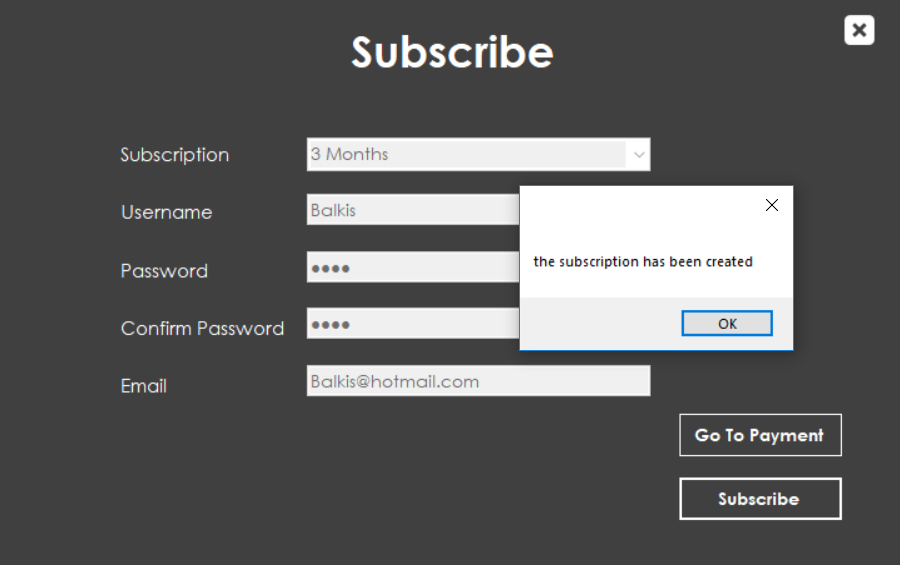 Subscribe
Subscription
3 Months
Username
Balkis
the subscription has been created
OK
Password
••••
Confirm Password
••••
Email
Balkis@hotmail.com
Go To Payment
Subscribe